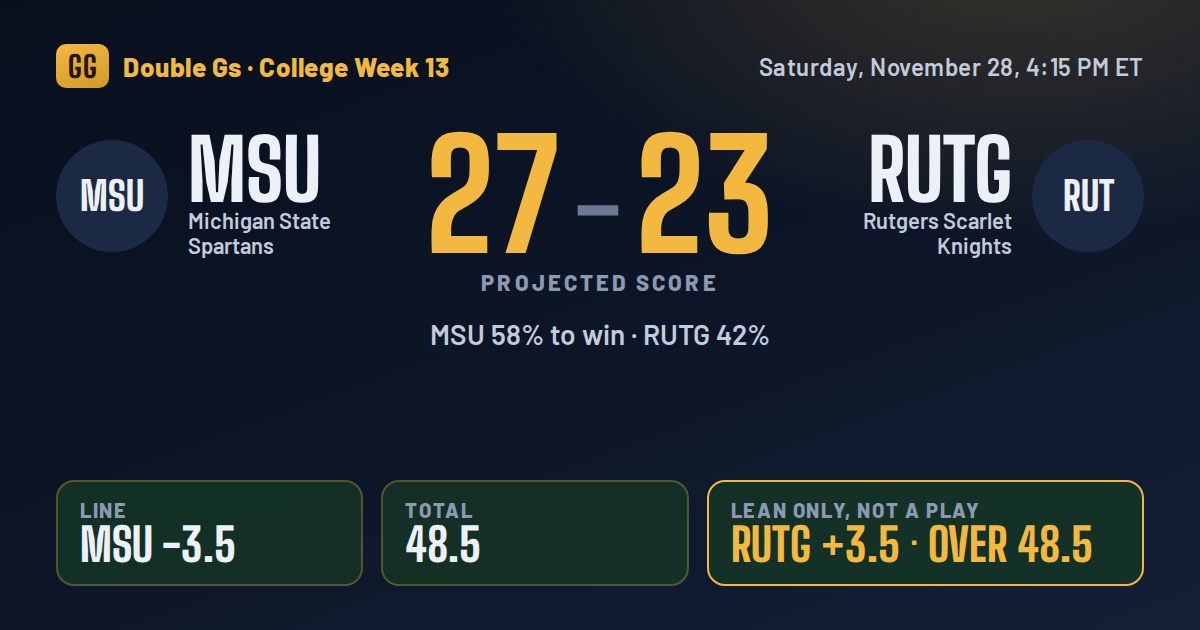 GG
Double Gs · College Week 13
Saturday, November 28, 4:15 PM ET
MSU
MSU
Michigan State
Spartans
27 – 23
PROJECTED SCORE
MSU 58% to win · RUTG 42%
RUTG
Rutgers Scarlet
Knights
RUT
LINE
MSU −3.5
TOTAL
48.5
LEAN ONLY, NOT A PLAY
RUTG +3.5 · OVER 48.5